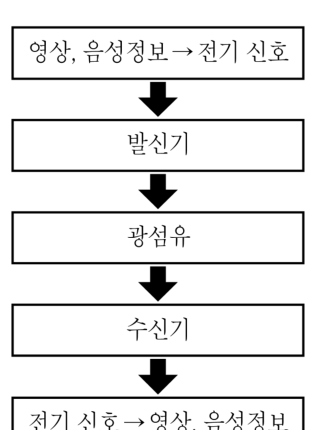 영상, 음성정보→전기 신호
발신기
광섬유
수신기
전기 신호→영상, 음성정보